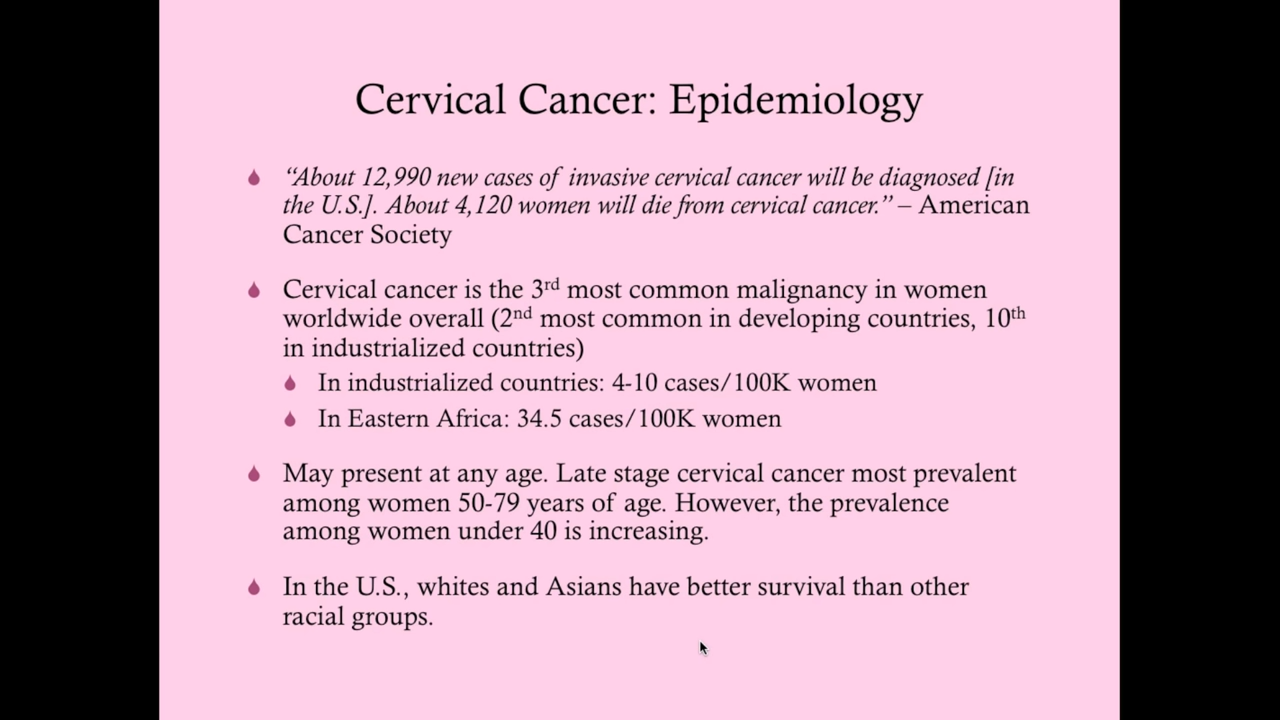 Cervical Cancer: Epidemiology
“About 12,990 new cases of invasive cervical cancer will be diagnosed [in
the U.S.]. About 4,120 women will die from cervical cancer.” – American
Cancer Society
Cervical cancer is the 3rd most common malignancy in women
worldwide overall (2nd most common in developing countries, 10th
in industrialized countries)
In industrialized countries: 4-10 cases/100K women
In Eastern Africa: 34.5 cases/100K women
May present at any age. Late stage cervical cancer most prevalent
among women 50-79 years of age. However, the prevalence
among women under 40 is increasing.
In the U.S., whites and Asians have better survival than other
racial groups.